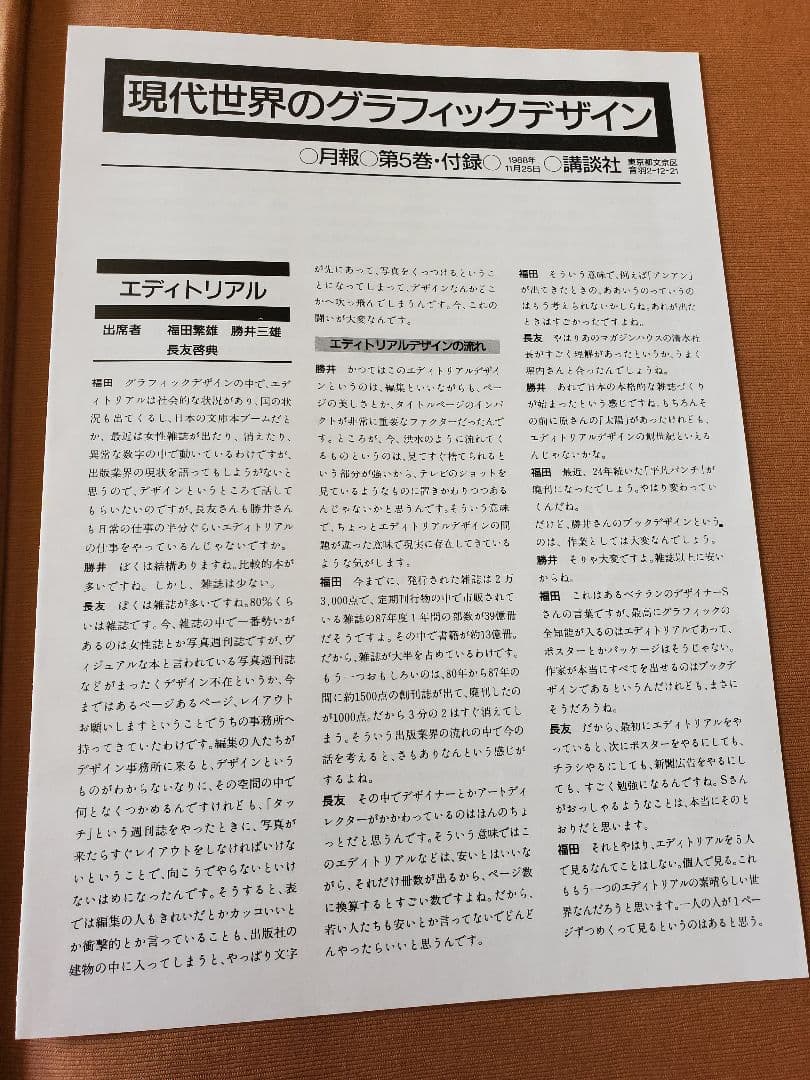 現代世界のグラフィックデザイン
○月報○第5巻・付録○ 1988年11月25日 ○講談社 東京都文京区音羽2-12-21
エディトリアル
出席者 福田繁雄 勝井三雄
長友啓典
福田 グラフィックデザインの中で、エデ
ィトリアルは社会的な状況があり、国の状
況も出てくるし、日本の文庫本ブームだと
か、最近は女性雑誌が出たり、消えたり、
異常な数字の中で動いているわけですが、
出版業界の現状を語ってもしようがないと
思うので、デザインというところで話して
もらいたいのですが、長友さんも勝井さん
も日常の仕事の半分ぐらいエディトリアル
の仕事をやっているんじゃないですか。
勝井 ぼくは結構ありますね。比較的本が
多いですね。しかし、雑誌は少ない。
長友 ぼくは雑誌が多いですね。80%くら
いは雑誌です。今、雑誌の中で一番勢いが
あるのは女性誌とか写真週刊誌ですが、ヴ
ィジュアルな本と言われている写真週刊誌
などがまったくデザイン不在というか、今
まではあるページあるページ、レイアウト
お願いしますということでうちの事務所へ
持ってきていたわけです。編集の人たちが
デザイン事務所に来ると、デザインという
ものがわからないなりに、その空間の中で
何となくつかめるんですけれども、「タッ
チ」という週刊誌をやったときに、写真が
来たらすぐレイアウトをしなければいけな
いということで、向こうでやらないといけ
ないはめになったんです。そうすると、表
では編集の人もきれいだとかカッコいいと
か衝撃的とか言っていることも、出版社の
建物の中に入ってしまうと、やっぱり文字
が先にあって、写真をくっつけるというこ
とになってしまって、デザインなんかどこ
かへ吹っ飛んでしまうんです。今、これの
闘いが大変なんです。
エディトリアルデザインの流れ
勝井 かつてはこのエディトリアルデザイ
ンというのは、編集といいながらも、ペー
ジの美しさとか、タイトルページのインパ
クトが非常に重要なファクターだったんで
す。ところが、今、洪水のように流れてく
るものというのは、見てすぐ捨てられると
いう部分が強いから、テレビのショットを
見ているようなものに置きかわりつつある
んじゃないかと思うんです。そういう意味
で、ちょっとエディトリアルデザインの問
題が違った意味で現実に存在してきている
ような気がします。
福田 今までに、発行された雑誌は2万
3,000点で、定期刊行物の中で市販されて
いる雑誌の87年度1年間の部数が39億冊
だそうですよ。その中で書籍が約13億冊。
だから、雑誌が大半を占めているわけです。
もう一つおもしろいのは、80年から87年の
間に約1500点の創刊誌が出て、廃刊したの
が1000点。だから3分の2はすぐ消えてし
まう。そういう出版業界の流れの中で今の
話を考えると、さもありなんという感じが
するよね。
長友 その中でデザイナーとかアートディ
レクターがかかわっているのはほんのちょ
っとだと思うんです。そういう意味ではこ
のエディトリアルなどは、安いとはいいな
がら、それだけ冊数が出るから、ページ数
に換算するとすごい数ですよね。だから、
若い人たちも安いとか言ってないでどんど
んやったらいいと思うんです。
福田 そういう意味で、例えば「アンアン」
が出てきたときの、ああいうのっていうの
はもう考えられないかしらね。あれが出た
ときはすごかったですよね。
長友 やはりあのマガジンハウスの清水社
長がすごく理解があったというか、うまく
堀内さんと合ったんでしょうね。
勝井 あれで日本の本格的な雑誌づくり
が始まったという感じですね。もちろんそ
の前に原さんの「太陽」があったけれども、
エディトリアルデザインの創世紀といえる
んじゃないかな。
福田 最近、24年続いた「平凡パンチ」が
廃刊になったでしょう。やはり変わってい
くんだね。
だけど、勝井さんのブックデザインという
のは、作業としては大変なんでしょう。
勝井 そりゃ大変ですよ。雑誌以上に安い
からね。
福田 これはあるベテランのデザイナーS
さんの言葉ですが、最高にグラフィックの
全知能が入るのはエディトリアルであって、
ポスターとかパッケージはそうじゃない。
作家が本当にすべてを出せるのはブックデ
ザインであるというんだけれども、まさに
そうだろうね。
長友 だから、最初にエディトリアルをや
っていると、次にポスターをやるにしても、
チラシやるにしても、新聞広告をやるにし
ても、すごく勉強になるんですね。Sさん
がおっしゃるようなことは、本当にそのと
おりだと思います。
福田 それとやはり、エディトリアルを5人
で見るなんてことはし。個人で見る。これ
ももう一つのエディトリアルの素晴らしい世
界なんだろうと思います。一人の人が1ペー
ジずつめくって見るというのはあると思う。